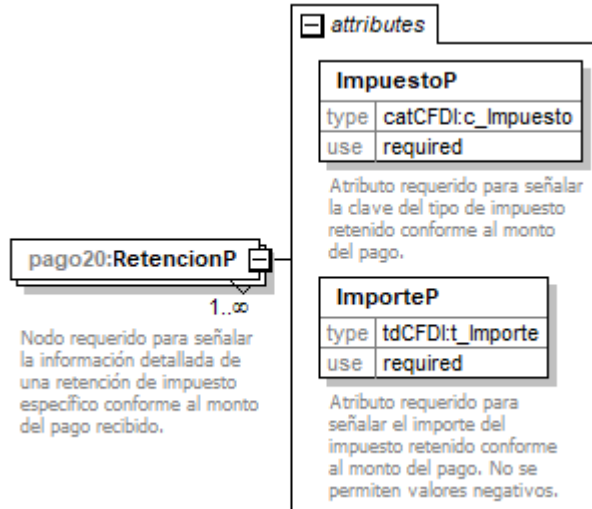 attributes
ImpuestoP
type catCFDI:c_Impuesto
use required
Atributo requerido para señalar
la clave del tipo de impuesto
retenido conforme al monto
del pago.
pago20:RetencionP
1..∞
Nodo requerido para señalar
la información detallada de
una retención de impuesto
específico conforme al monto
del pago recibido.
ImporteP
type tdCFDI:t_Importe
use required
Atributo requerido para
señalar el importe del
impuesto retenido conforme
al monto del pago. No se
permiten valores negativos.